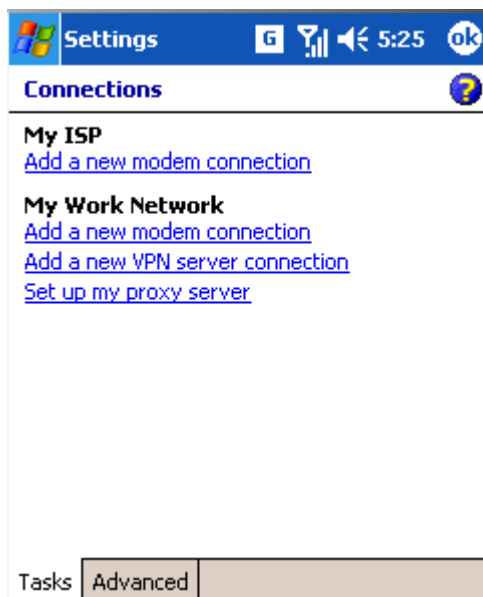 Settings G 5:25 ok
Connections ?
My ISP
Add a new modem connection
My Work Network
Add a new modem connection
Add a new VPN server connection
Set up my proxy server
Tasks Advanced